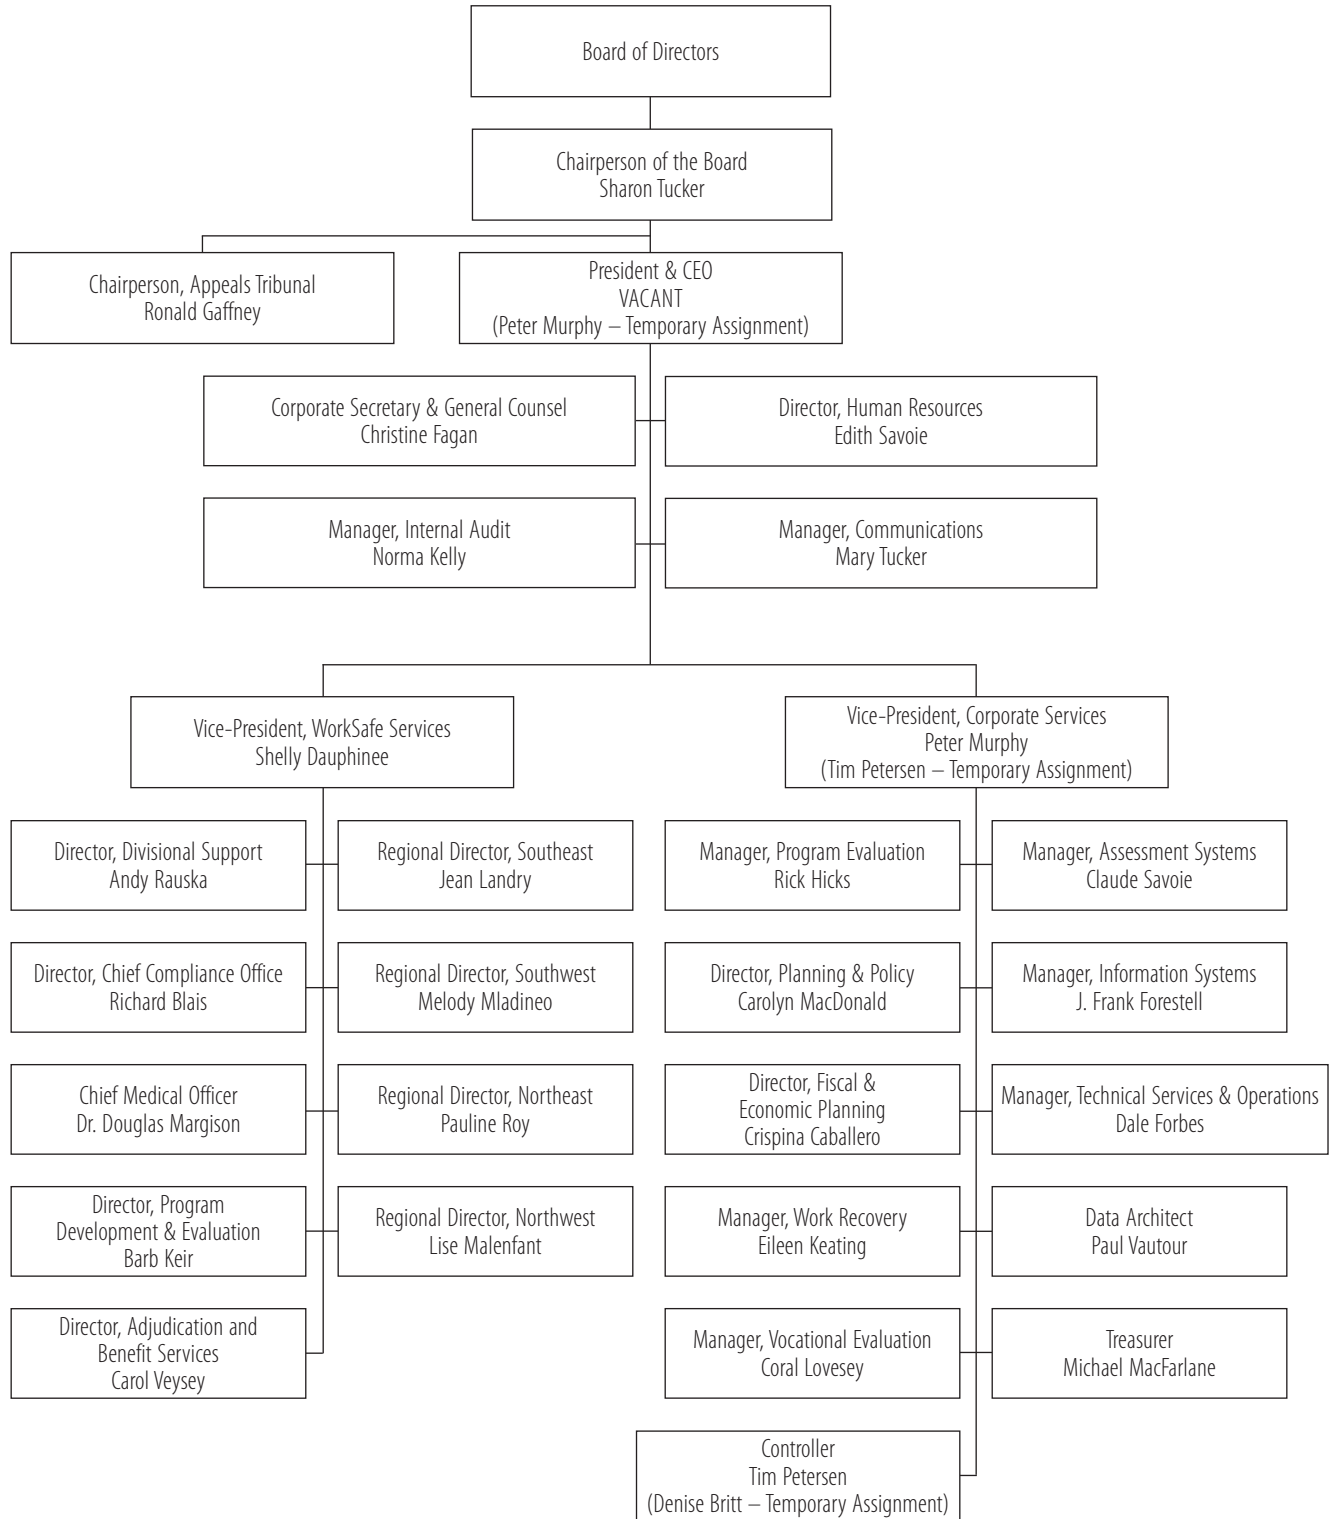 Board of Directors
Chairperson of the Board
Sharon Tucker
Chairperson, Appeals Tribunal
Ronald Gaffney
President & CEO
VACANT
(Peter Murphy – Temporary Assignment)
Corporate Secretary & General Counsel
Christine Fagan
Director, Human Resources
Edith Savoie
Manager, Internal Audit
Norma Kelly
Manager, Communications
Mary Tucker
Vice-President, WorkSafe Services
Shelly Dauphinee
Vice-President, Corporate Services
Peter Murphy
(Tim Petersen – Temporary Assignment)
Director, Divisional Support
Andy Rauska
Regional Director, Southeast
Jean Landry
Manager, Program Evaluation
Rick Hicks
Manager, Assessment Systems
Claude Savoie
Director, Chief Compliance Office
Richard Blais
Regional Director, Southwest
Melody Mladineo
Director, Planning & Policy
Carolyn MacDonald
Manager, Information Systems
J. Frank Forestell
Chief Medical Officer
Dr. Douglas Margison
Regional Director, Northeast
Pauline Roy
Director, Fiscal &
Economic Planning
Crispina Caballero
Manager, Technical Services & Operations
Dale Forbes
Director, Program
Development & Evaluation
Barb Keir
Regional Director, Northwest
Lise Malenfant
Manager, Work Recovery
Eileen Keating
Data Architect
Paul Vautour
Director, Adjudication and
Benefit Services
Carol Veysey
Manager, Vocational Evaluation
Coral Lovesey
Treasurer
Michael MacFarlane
Controller
Tim Petersen
(Denise Britt – Temporary Assignment)